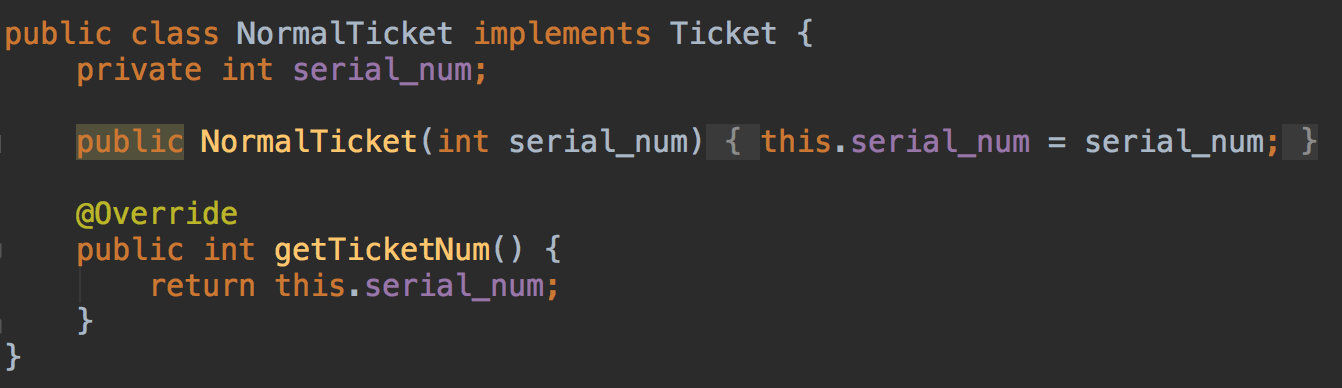 public class NormalTicket implements Ticket {
    private int serial_num;

    public NormalTicket(int serial_num) { this.serial_num = serial_num; }

    @Override
    public int getTicketNum() {
        return this.serial_num;
    }
}